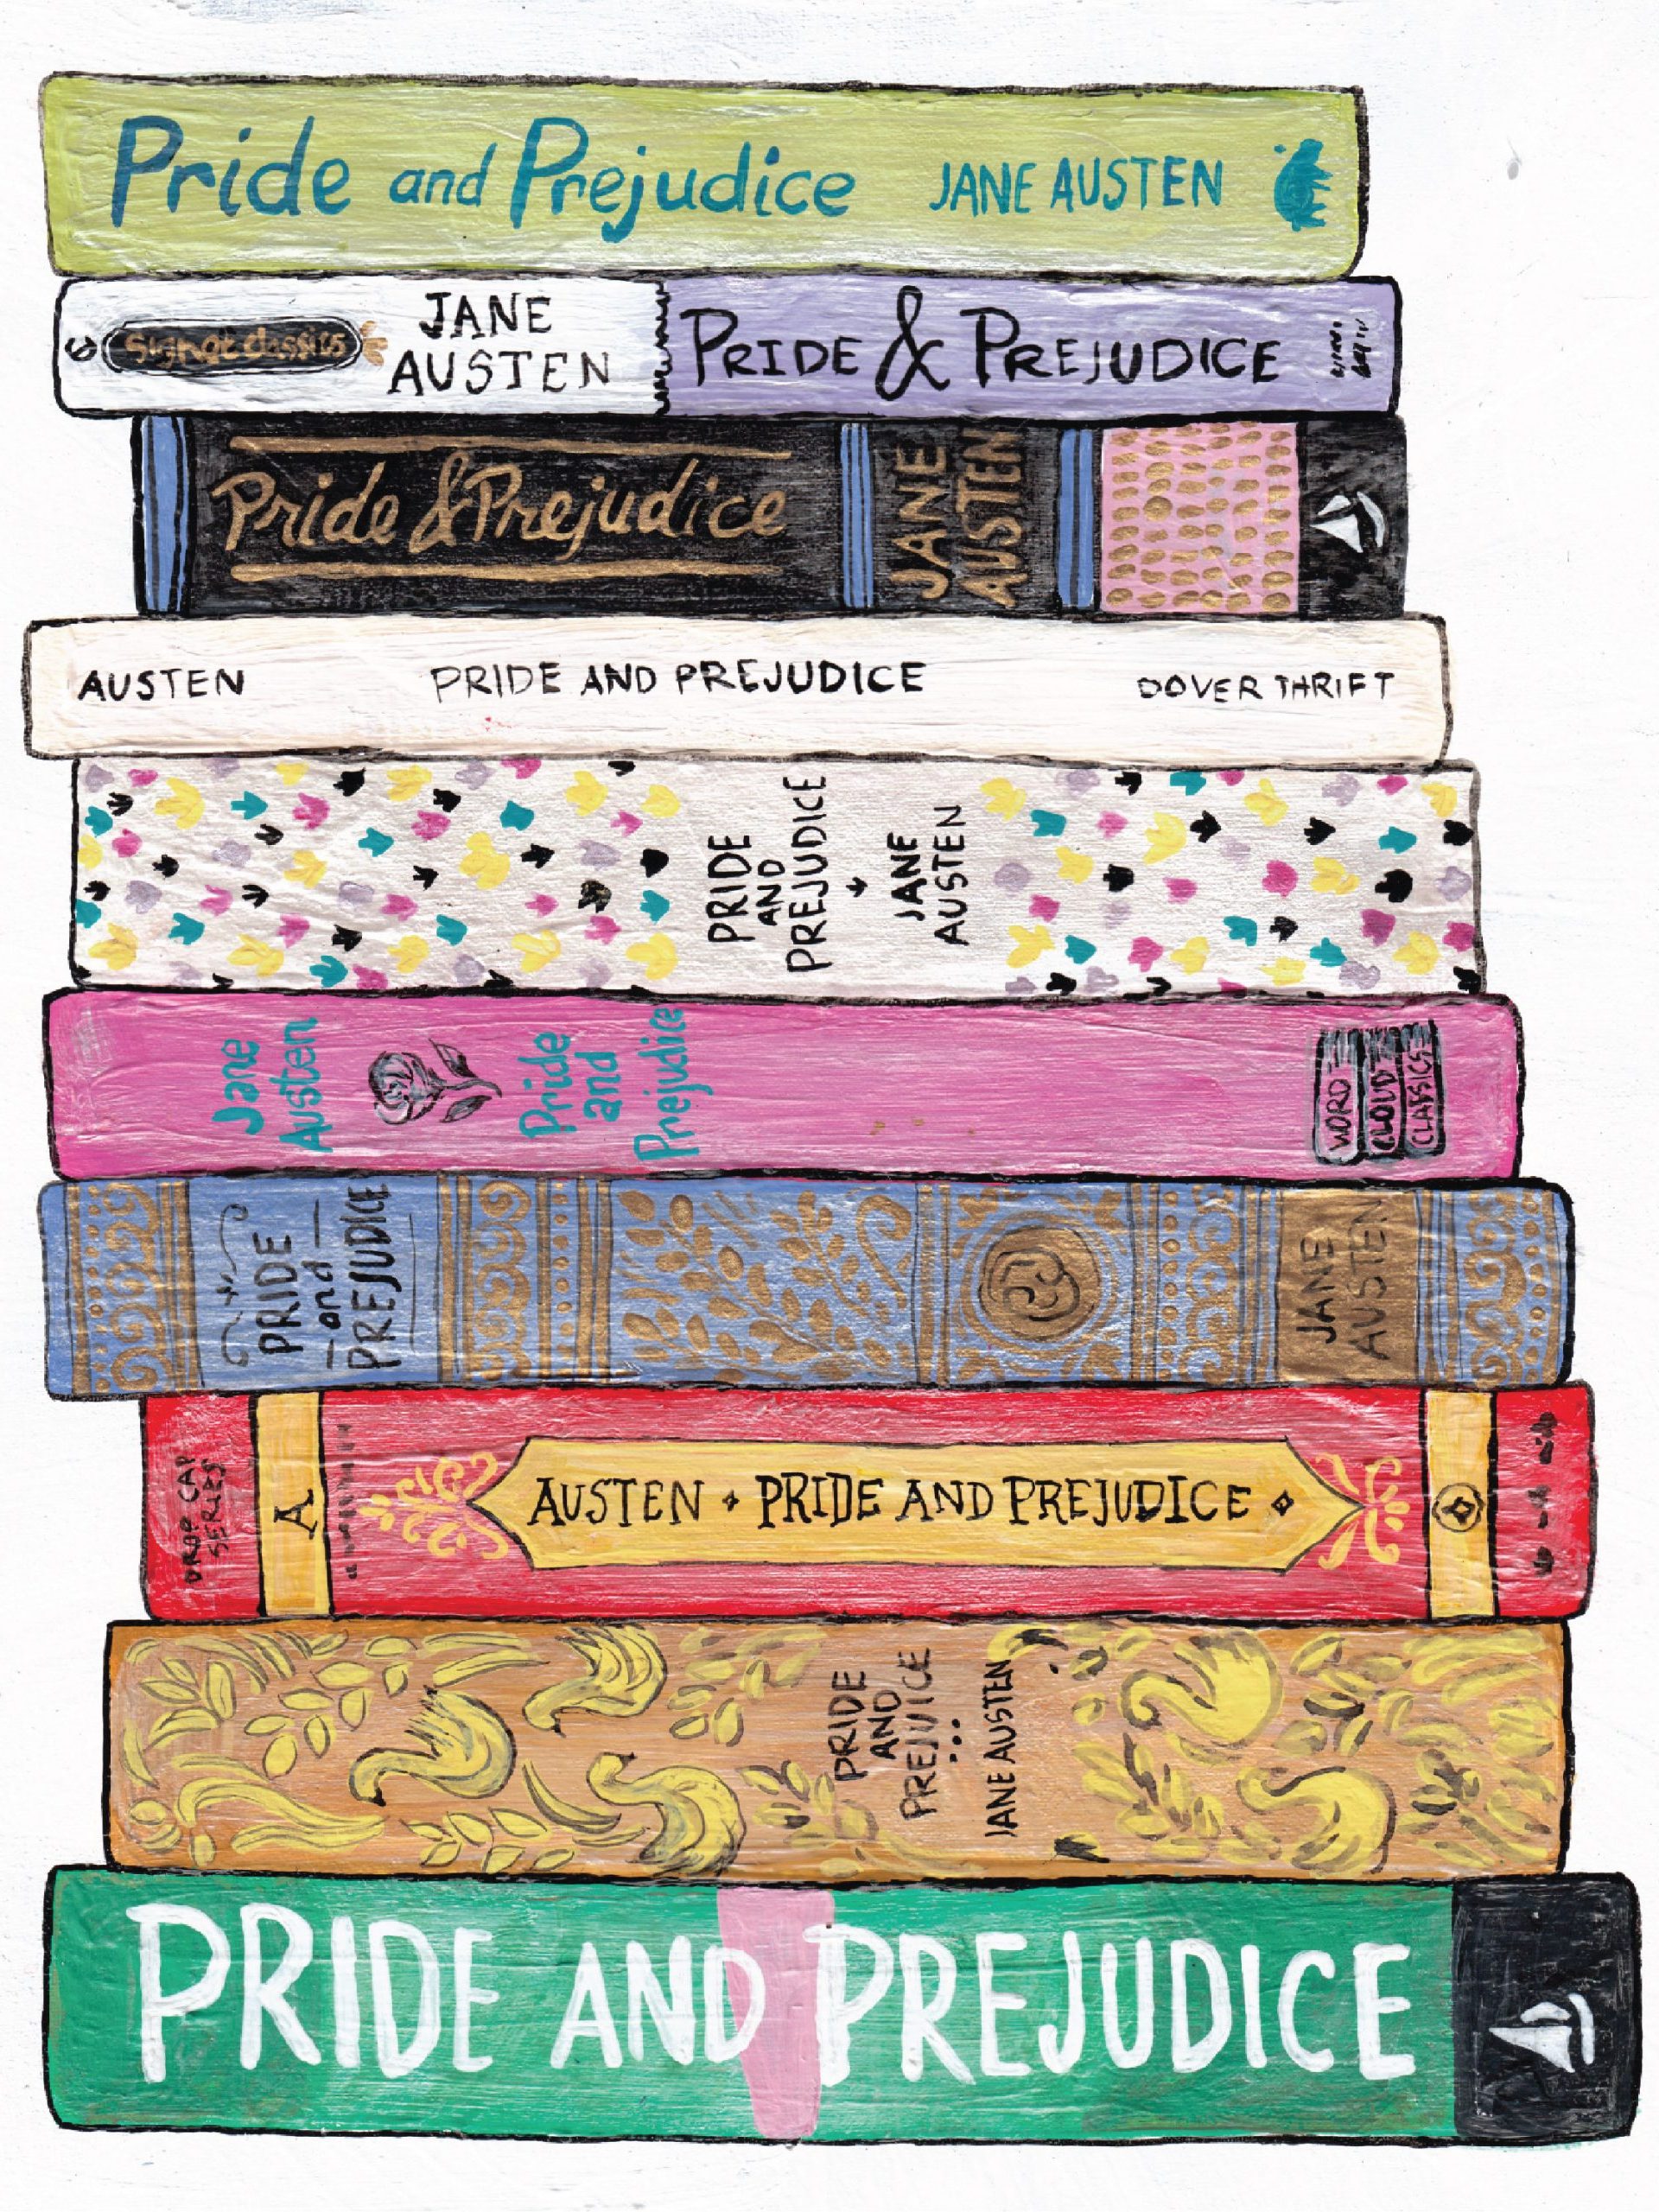 Pride and Prejudice JANE AUSTEN
Signet Classics
JANE
AUSTEN
PRIDE & PREJUDICE
Pride & Prejudice
JANE
AUSTEN
AUSTEN PRIDE AND PREJUDICE DOVER THRIFT
PRIDE
AND
PREJUDICE
JANE
AUSTEN
Jane
Austen
Pride
and
Prejudice
WORD
CLOUD
CLASSICS
PRIDE
and
PREJUDICE
JANE
AUSTEN
DROP CAP
SERIES
A
AUSTEN PRIDE AND PREJUDICE
PRIDE
AND
PREJUICE
JANE AUSTEN
PRIDE AND PREJUDICE